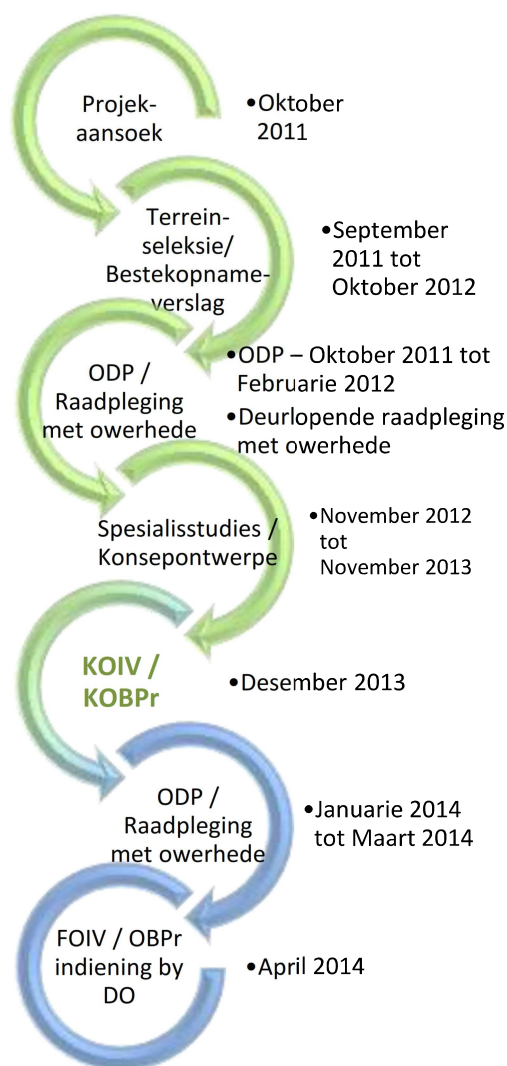 Projek-
aansoek
•Oktober
2011
Terrein-
seleksie/
Bestekopname-
verslag
•September
2011 tot
Oktober 2012
ODP /
Raadpleging
met owerhede
•ODP – Oktober 2011 tot
Februarie 2012
•Deurlopende raadpleging
met owerhede
Spesialisstudies /
Konsepontwerpe
•November 2012
tot
November 2013
KOIV /
KOBPr
•Desember 2013
ODP /
Raadpleging
met owerhede
•Januarie 2014
tot Maart 2014
FOIV / OBPr
indiening by
DO
•April 2014